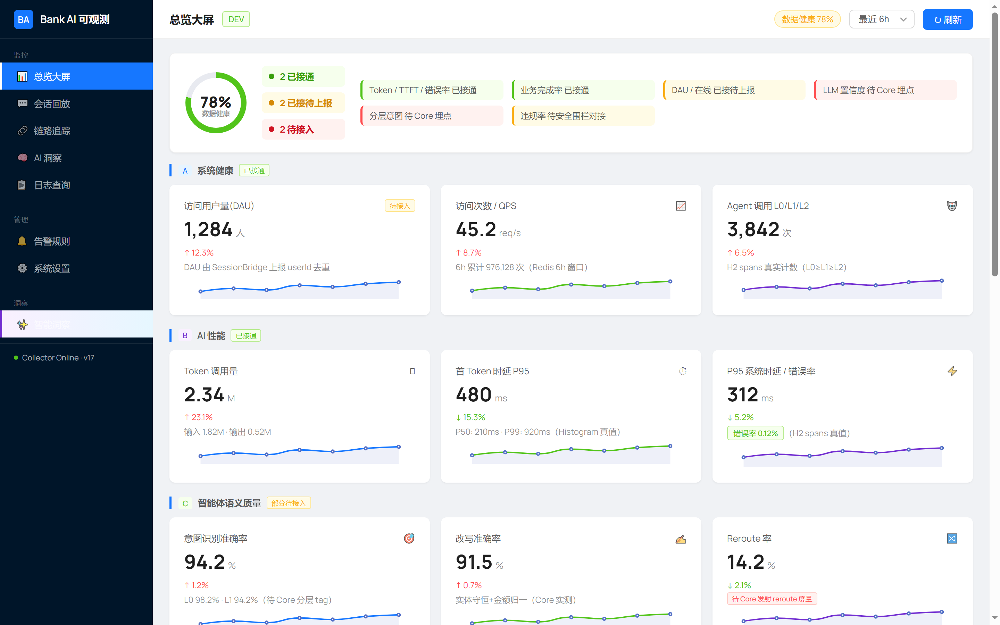 BA Bank AI 可观测
监控
总览大屏
会话回放
链路追踪
AI 洞察
日志查询
管理
告警规则
系统设置
洞察
智能洞察
Collector Online · v17
总览大屏 DEV
数据健康 78%
最近 6h
↻ 刷新
78%
数据健康
2 已接通
2 已接待上报
2 待接入
Token / TTFT / 错误率 已接通
业务完成率 已接通
DAU / 在线 已接待上报
LLM 置信度 待 Core 埋点
分层意图 待 Core 埋点
违规率 待安全围栏对接
A 系统健康 已接通
访问用户量(DAU) 待接入
1,284 人
↑ 12.3%
DAU 由 SessionBridge 上报 userId 去重
访问次数 / QPS
45.2 req/s
↑ 8.7%
6h 累计 976,128 次（Redis 6h 窗口）
Agent 调用 L0/L1/L2
3,842 次
↑ 6.5%
H2 spans 真实计数（L0≥L1≥L2）
B AI 性能 已接通
Token 调用量
2.34 M
↑ 23.1%
输入 1.82M · 输出 0.52M
首 Token 时延 P95
480 ms
↓ 15.3%
P50: 210ms · P99: 920ms（Histogram 真值）
P95 系统时延 / 错误率
312 ms
↓ 5.2%
错误率 0.12% （H2 spans 真值）
C 智能体语义质量 部分待接入
意图识别准确率
94.2 %
↑ 1.2%
L0 98.2% · L1 94.2%（待 Core 分层 tag）
改写准确率
91.5 %
↑ 0.7%
实体守恒+金额归一（Core 实测）
Reroute 率
14.2 %
↓ 2.1%
待 Core 发射 reroute 度量